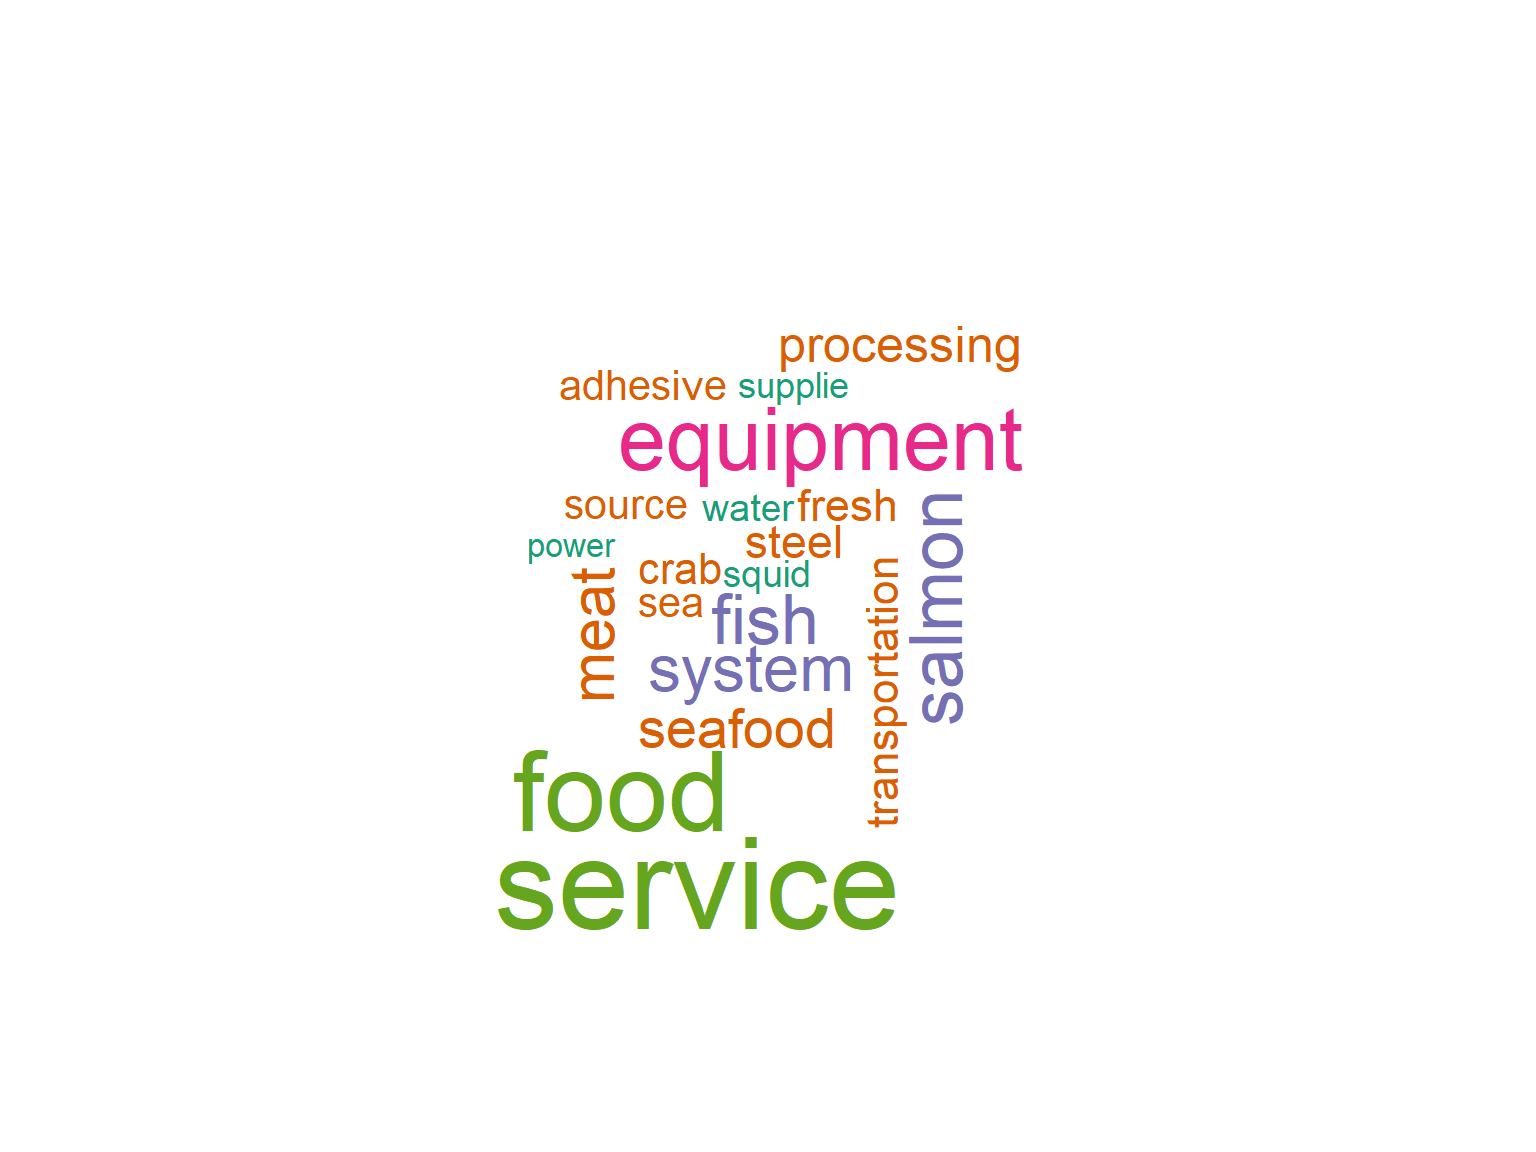 processing
adhesive supplie
equipment
source water fresh
salmon
steel
power
crab squid
transportation
meat
sea fish
system
seafood
food
service